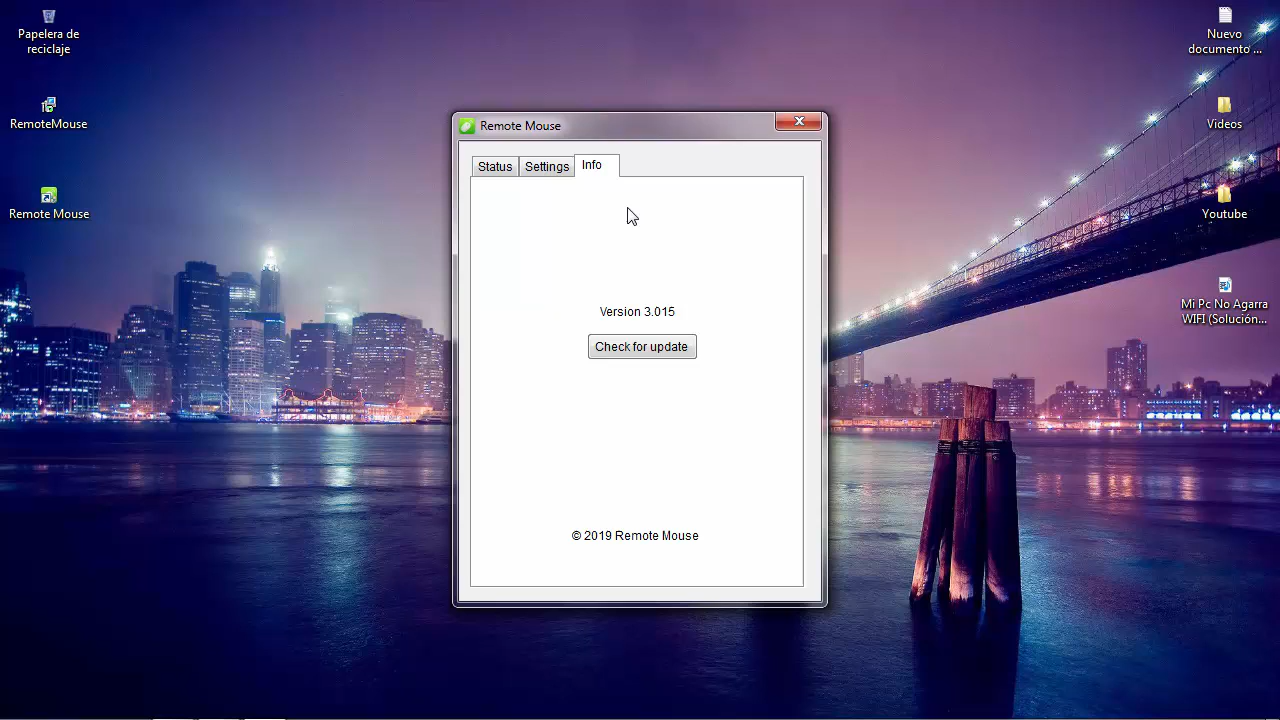 Papelera de
reciclaje
RemoteMouse
Remote Mouse
Remote Mouse
Status
Settings
Info
Version 3.015
Check for update
© 2019 Remote Mouse
Nuevo
documento ...
Videos
Youtube
Mi Pc No Agarra
WIFI (Solución...